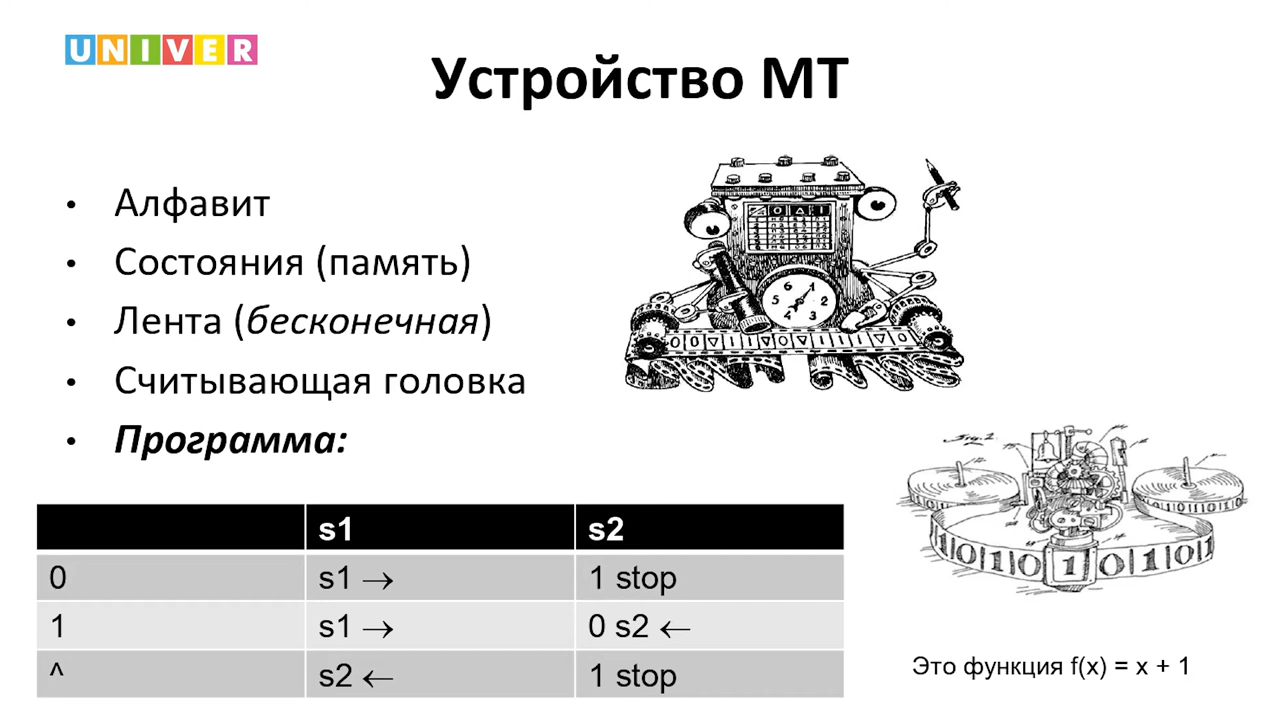 UNIVER
Устройство МТ
• Алфавит
• Состояния (память)
• Лента (бесконечная)
• Считывающая головка
• Программа:
s1 s2
0 s1 → 1 stop
1 s1 → 0 s2 ←
^ s2 ← 1 stop
Это функция f(x) = x + 1